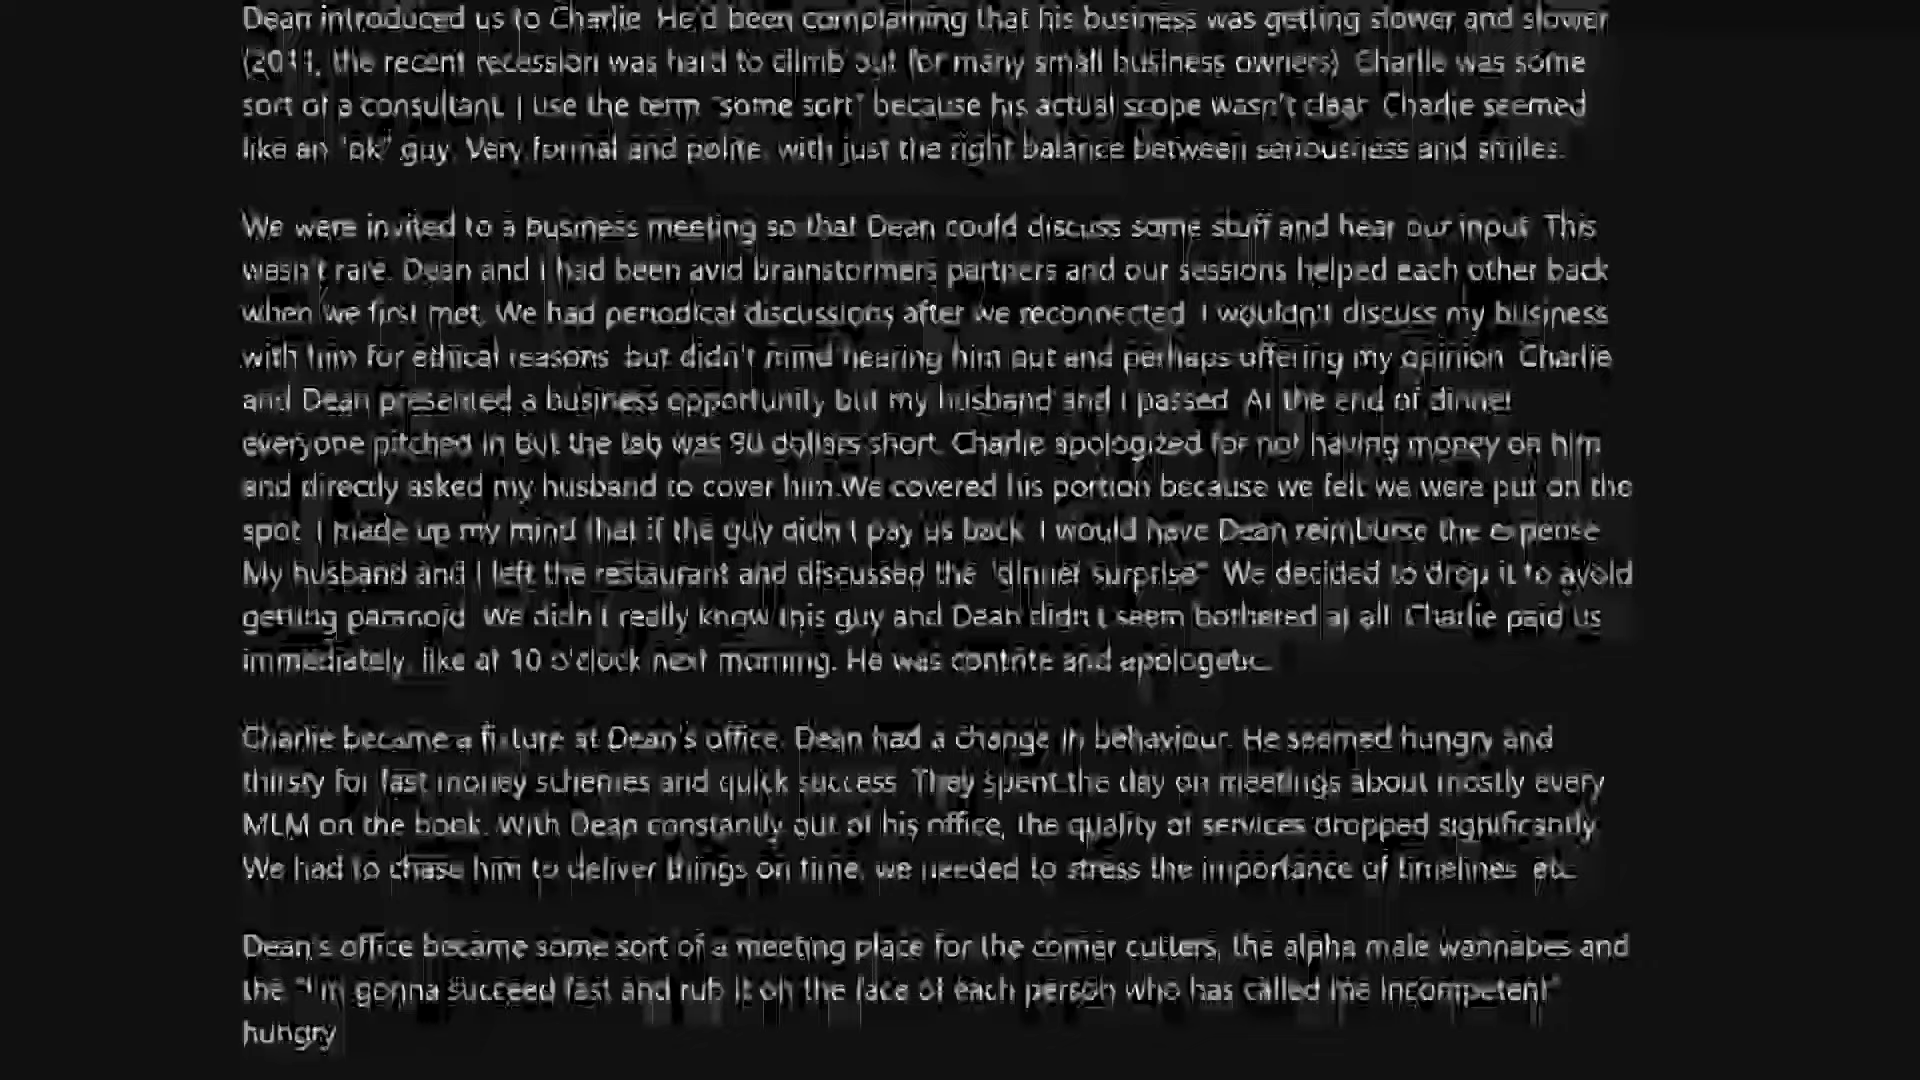 Dean introduced us to Charlie. He'd been complaining that his business was getting slower and slower
(2011, the recent recession was hard to climb out for many small business owners). Charlie was some
sort of a consultant. I use the term "some sort" because his actual scope wasn't clear. Charlie seemed
like an "ok" guy. Very formal and polite, with just the right balance between seriousness and smiles.
We were invited to a business meeting so that Dean could discuss some stuff and hear our input. This
wasn't rare. Dean and I had been avid brainstormers partners and our sessions helped each other back
when we first met. We had periodical discussions after we reconnected. I wouldn't discuss my business
with him for ethical reasons, but didn't mind hearing him out and perhaps offering my opinion. Charlie
and Dean presented a business opportunity but my husband and I passed. At the end of dinner
everyone pitched in but the tab was 90 dollars short. Charlie apologized for not having money on him
and directly asked my husband to cover him.We covered his portion because we felt we were put on the
spot. I made up my mind that if the guy didn't pay us back, I would have Dean reimburse the expense.
My husband and I left the restaurant and discussed the "dinner surprise". We decided to drop it to avoid
getting paranoid. We didn't really know this guy and Dean didn't seem bothered at all. Charlie paid us
immediately, like at 10 o'clock next morning. He was contrite and apologetic.
Charlie became a fixture at Dean's office. Dean had a change in behaviour. He seemed hungry and
thirsty for fast money schemes and quick success. They spent the day on meetings about mostly every
MLM on the book. With Dean constantly out of his office, the quality of services dropped significantly.
We had to chase him to deliver things on time, we needed to stress the importance of timelines, etc.
Dean's office became some sort of a meeting place for the corner cutters, the alpha male wannabes and
the "I'm gonna succeed fast and rub it on the face of each person who has called me incompetent"
hungry